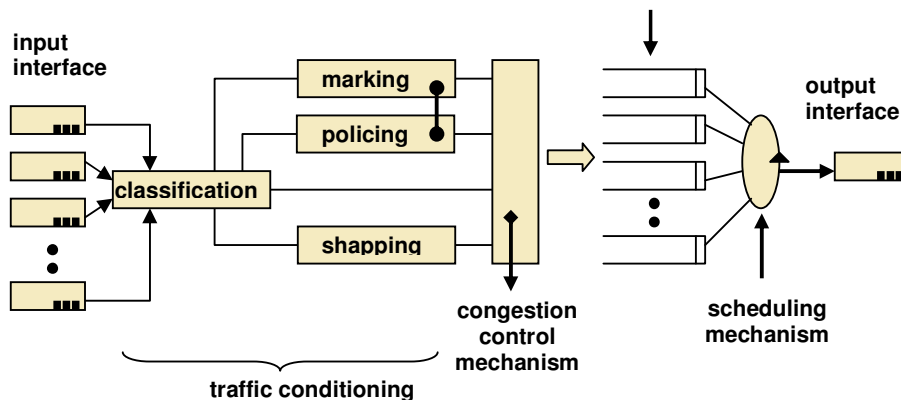 input
interface
marking
policing
classification
shapping
congestion
control
mechanism
traffic conditioning
output
interface
scheduling
mechanism